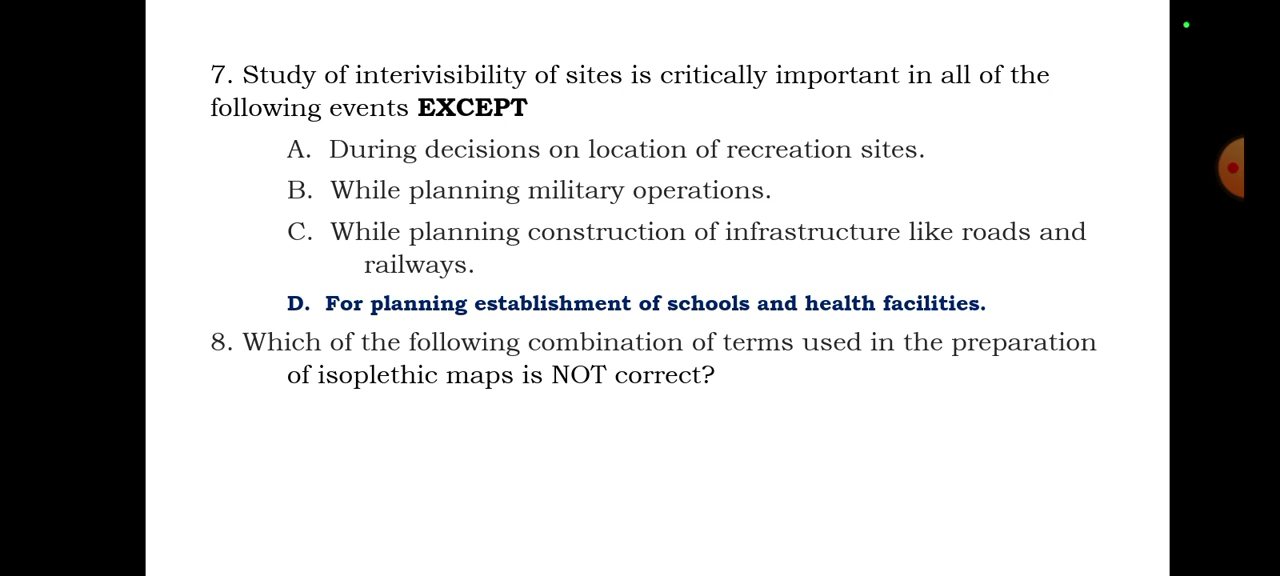 7. Study of interivisibility of sites is critically important in all of the
following events EXCEPT
A. During decisions on location of recreation sites.
B. While planning military operations.
C. While planning construction of infrastructure like roads and
railways.
D. For planning establishment of schools and health facilities.
8. Which of the following combination of terms used in the preparation
of isoplethic maps is NOT correct?